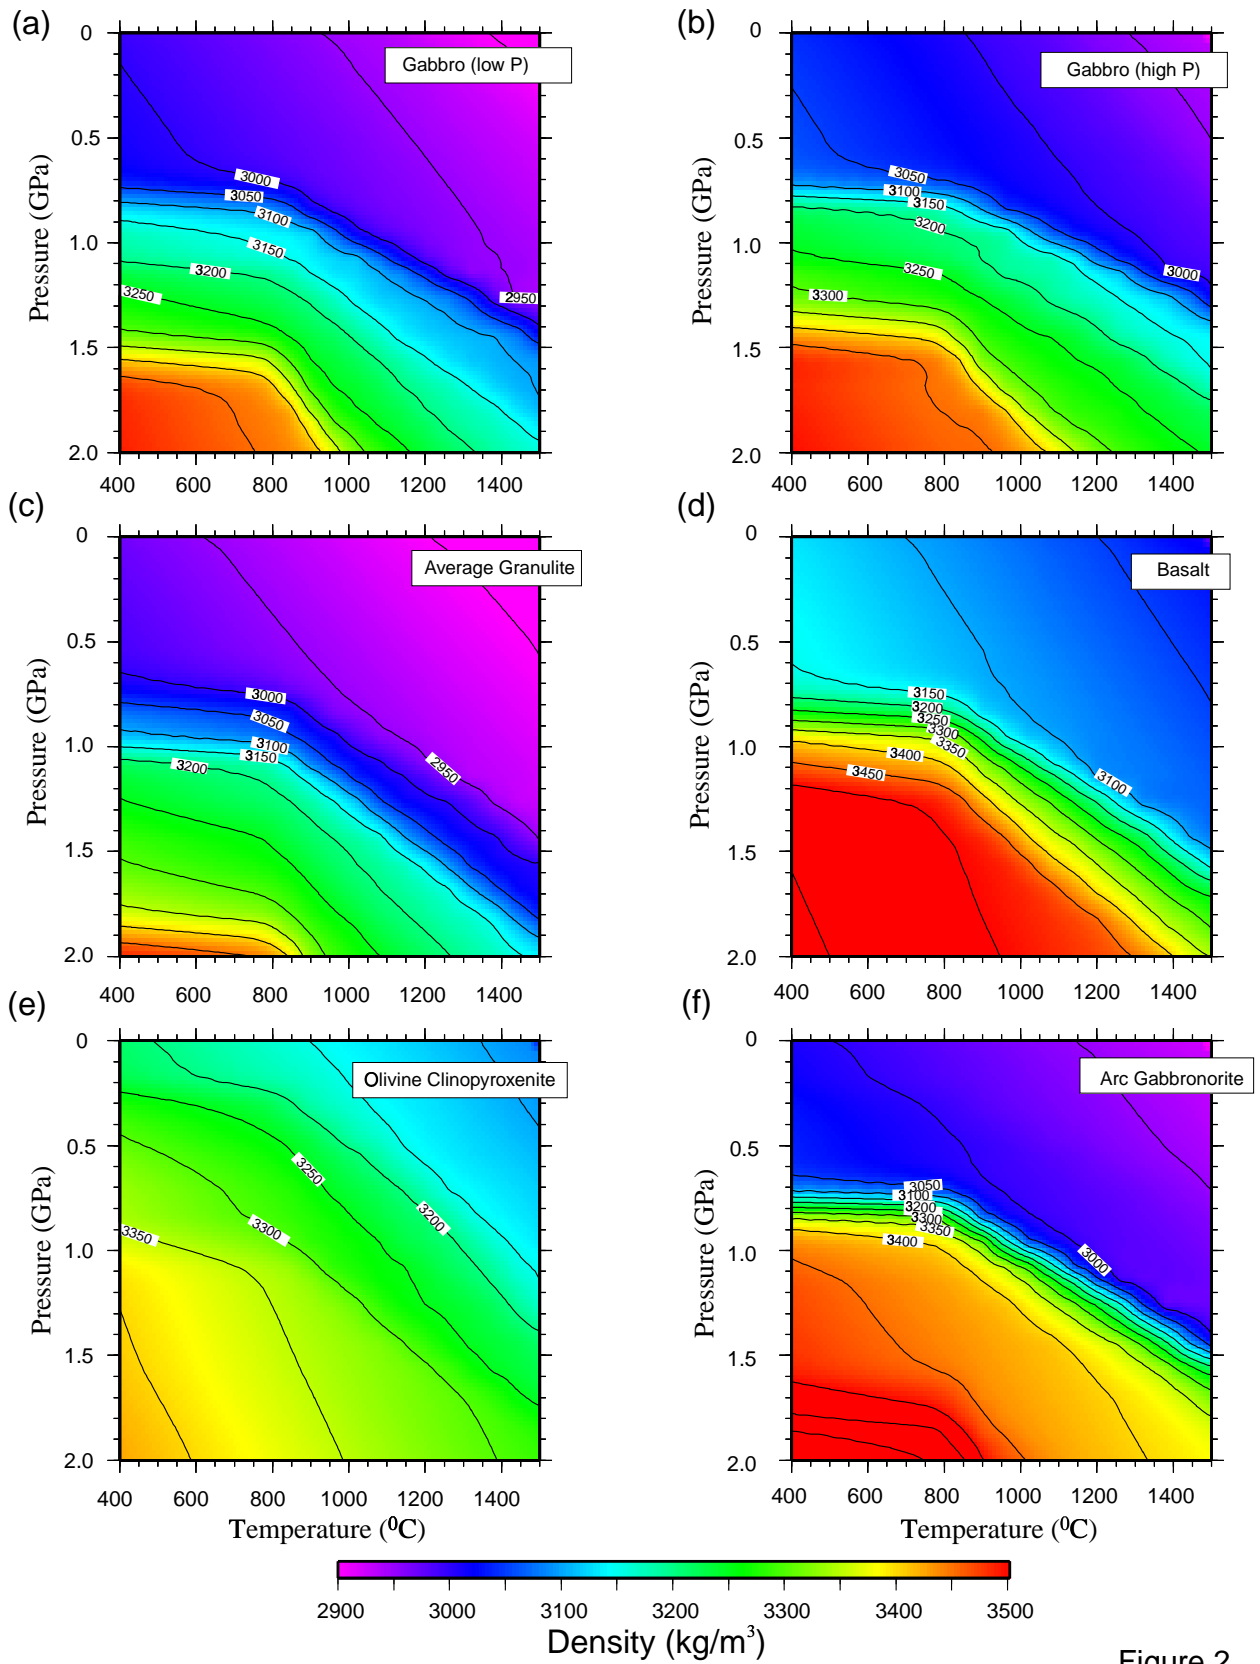 (a)
(b)
Gabbro (low P)
Gabbro (high P)
Pressure (GPa)
0
0.5
1.0
1.5
2.0
3000
3050
3100
3150
3200
3250
2950
400 600 800 1000 1200 1400
Pressure (GPa)
0
0.5
1.0
1.5
2.0
3050
3100
3150
3200
3250
3300
3000
400 600 800 1000 1200 1400
(c)
(d)
Average Granulite
Basalt
Pressure (GPa)
0
0.5
1.0
1.5
2.0
3000
3050
3100
3150
3200
2950
400 600 800 1000 1200 1400
Pressure (GPa)
0
0.5
1.0
1.5
2.0
3150
3200
3250
3300
3350
3400
3450
3100
400 600 800 1000 1200 1400
(e)
(f)
Olivine Clinopyroxenite
Arc Gabbronorite
Pressure (GPa)
0
0.5
1.0
1.5
2.0
3250
3200
3300
3350
400 600 800 1000 1200 1400
Temperature (⁰C)
Pressure (GPa)
0
0.5
1.0
1.5
2.0
3050
3100
3200
3300
3350
3400
3000
400 600 800 1000 1200 1400
Temperature (⁰C)
2900 3000 3100 3200 3300 3400 3500
Density (kg/m³)
Figure 2